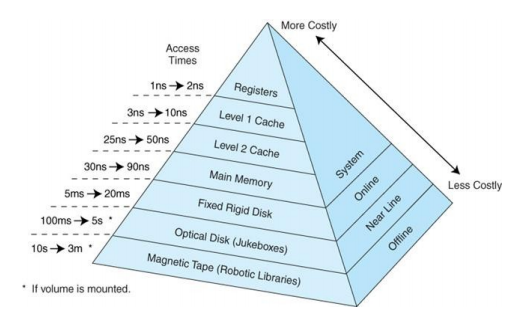 More Costly
Access
Times
1ns → 2ns
Registers
3ns → 10ns
Level 1 Cache
25ns → 50ns
Level 2 Cache
30ns → 90ns
Main Memory
5ms → 20ms
Fixed Rigid Disk
100ms → 5s *
Optical Disk (Jukeboxes)
10s → 3m *
Magnetic Tape (Robotic Libraries)
System
Online
Near Line
Offline
Less Costly
* If volume is mounted.